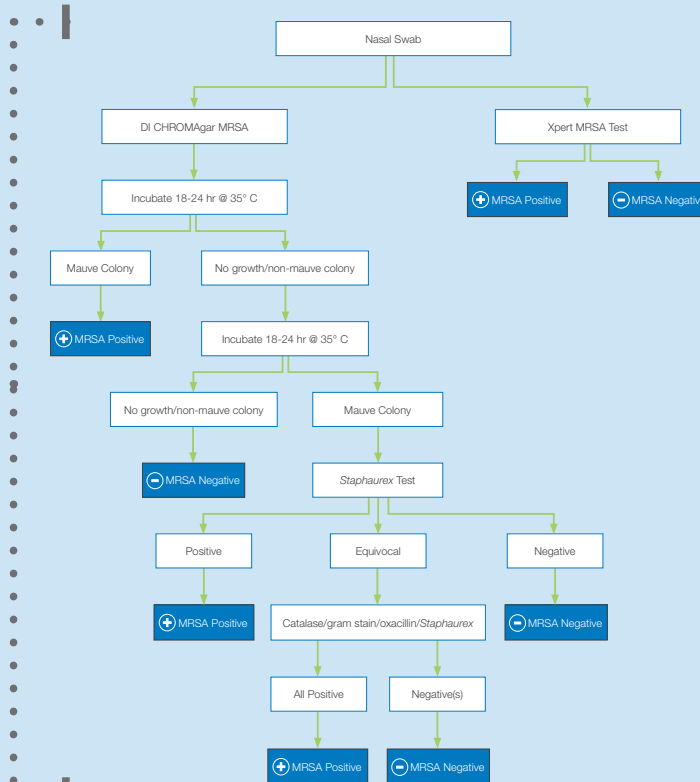 Nasal Swab
DI CHROMAgar MRSA
Xpert MRSA Test
Incubate 18-24 hr @ 35° C
MRSA Positive
MRSA Negativ
Mauve Colony
No growth/non-mauve colony
MRSA Positive
Incubate 18-24 hr @ 35° C
No growth/non-mauve colony
Mauve Colony
MRSA Negative
Staphaurex Test
Positive
Equivocal
Negative
MRSA Positive
Catalase/gram stain/oxacillin/Staphaurex
MRSA Negative
All Positive
Negative(s)
MRSA Positive
MRSA Negative